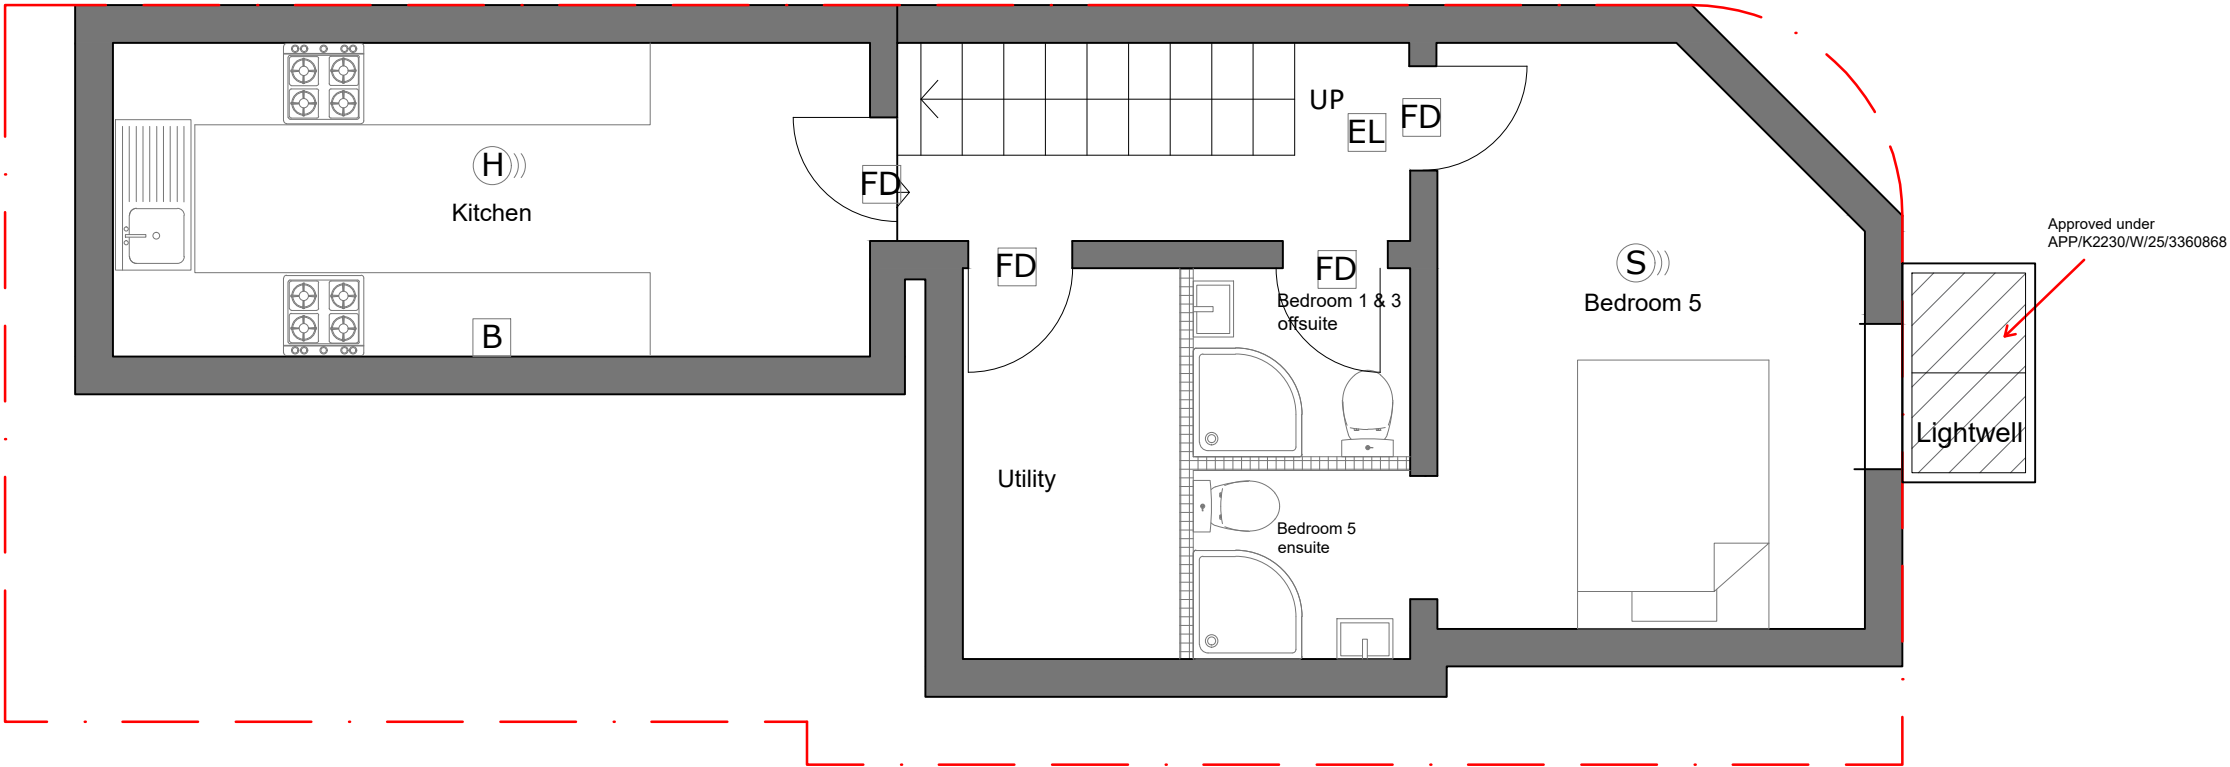 UP
EL
FD
H
Kitchen
FD
Approved under
APP/K2230/W/25/3360868
FD
FD
S
Bedroom 1 & 3
offsuite
Bedroom 5
B
Lightwell
Utility
Bedroom 5
ensuite